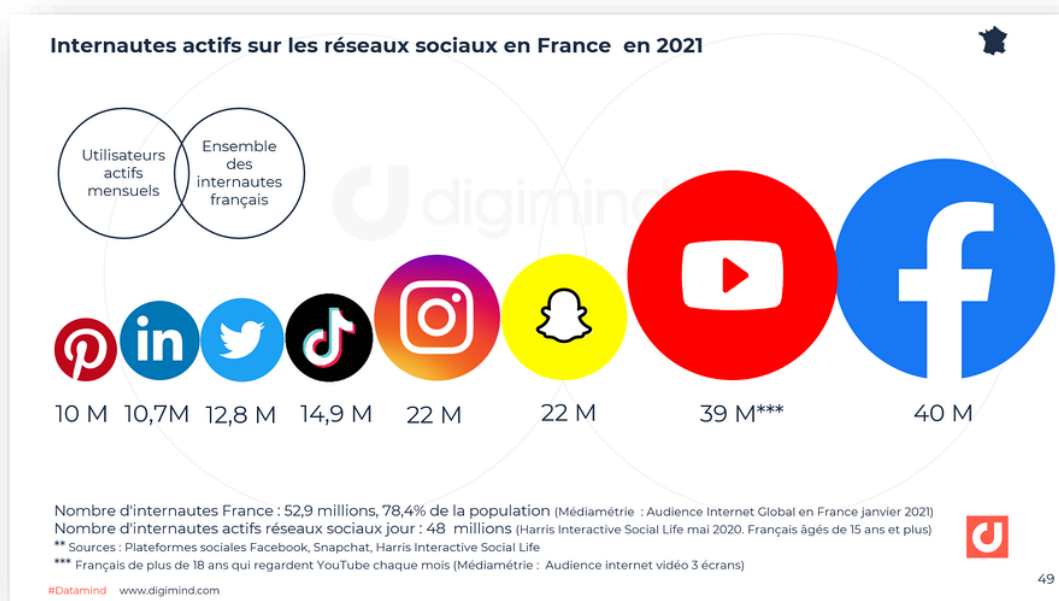 Internautes actifs sur les réseaux sociaux en France en 2021
Utilisateurs
actifs
mensuels
Ensemble
des
internautes
français
digimind
in
10 M 10,7M 12,8 M 14,9 M 22 M 22 M 39 M*** 40 M
Nombre d'internautes France : 52,9 millions, 78,4% de la population (Médiamétrie : Audience Internet Global en France janvier 2021)
Nombre d'internautes actifs réseaux sociaux jour : 48 millions (Harris Interactive Social Life mai 2020. Français âgés de 15 ans et plus)
** Sources : Plateformes sociales Facebook, Snapchat, Harris Interactive Social Life
*** Français de plus de 18 ans qui regardent YouTube chaque mois (Médiamétrie : Audience internet vidéo 3 écrans)
#Datamind www.digimind.com
49